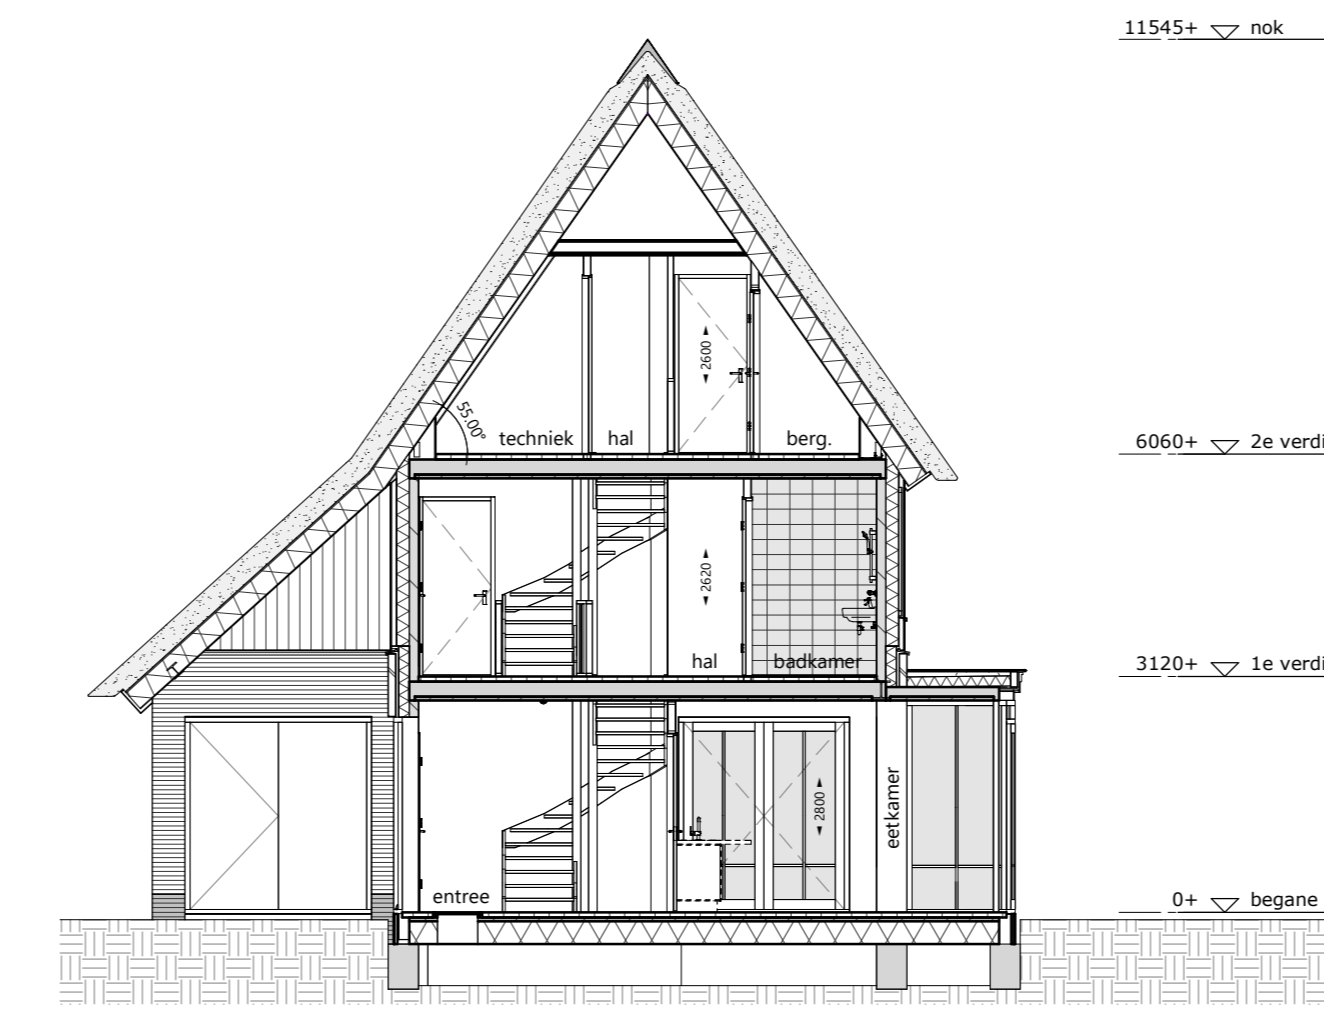 11545+ nok
2600
55.00°
techniek hal berg.
6060+ 2e verdi
2620
hal badkamer
3120+ 1e verdi
2800
eetkamer
entree
0+ begane